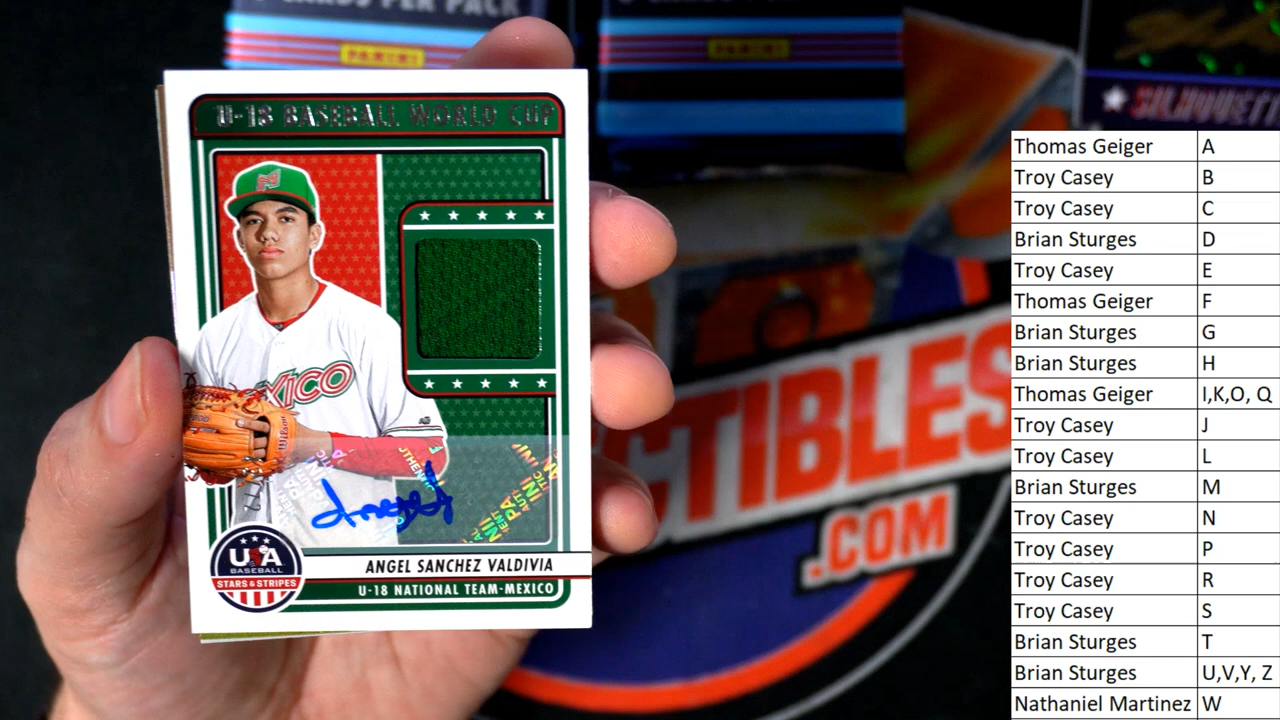 CARDS PER PACK
PANINI
PANINI
SILHOUETTE
U-18 BASEBALL WORLD CUP
MEXICO
Wilson
USA
BASEBALL
STARS & STRIPES
ANGEL SANCHEZ VALDIVIA
U-18 NATIONAL TEAM-MEXICO
CTIBLES
.COM
Thomas Geiger A
Troy Casey B
Troy Casey C
Brian Sturges D
Troy Casey E
Thomas Geiger F
Brian Sturges G
Brian Sturges H
Thomas Geiger I,K,O, Q
Troy Casey J
Troy Casey L
Brian Sturges M
Troy Casey N
Troy Casey P
Troy Casey R
Troy Casey S
Brian Sturges T
Brian Sturges U,V,Y, Z
Nathaniel Martinez W